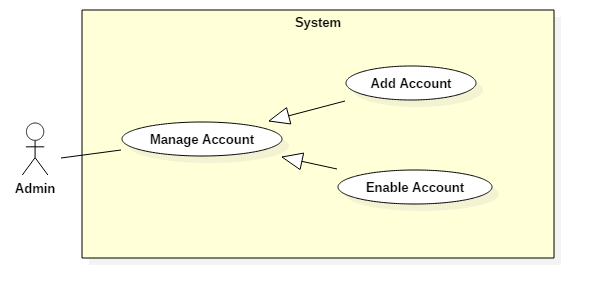 System
Add Account
Manage Account
Enable Account
Admin